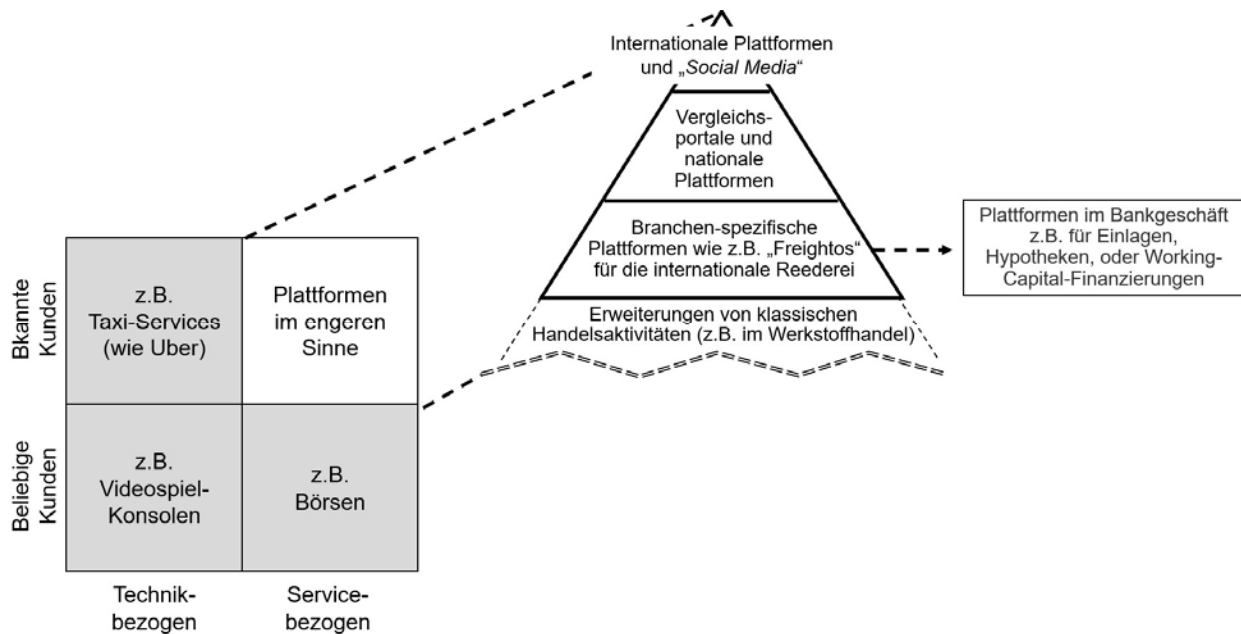 Internationale Plattformen
und „Social Media“
Vergleichs-
portale und
nationale
Plattformen
Branchen-spezifische
Plattformen wie z.B. „Freightos“
für die internationale Reederei
Erweiterungen von klassischen
Handelsaktivitäten (z.B. im Werkstoffhandel)
Plattformen im Bankgeschäft
z.B. für Einlagen,
Hypotheken, oder Working-
Capital-Finanzierungen
Bkannte
Kunden
z.B.
Taxi-Services
(wie Uber)
Plattformen
im engeren
Sinne
Beliebige
Kunden
z.B.
Videospiel-
Konsolen
z.B.
Börsen
Technik-
bezogen
Service-
bezogen